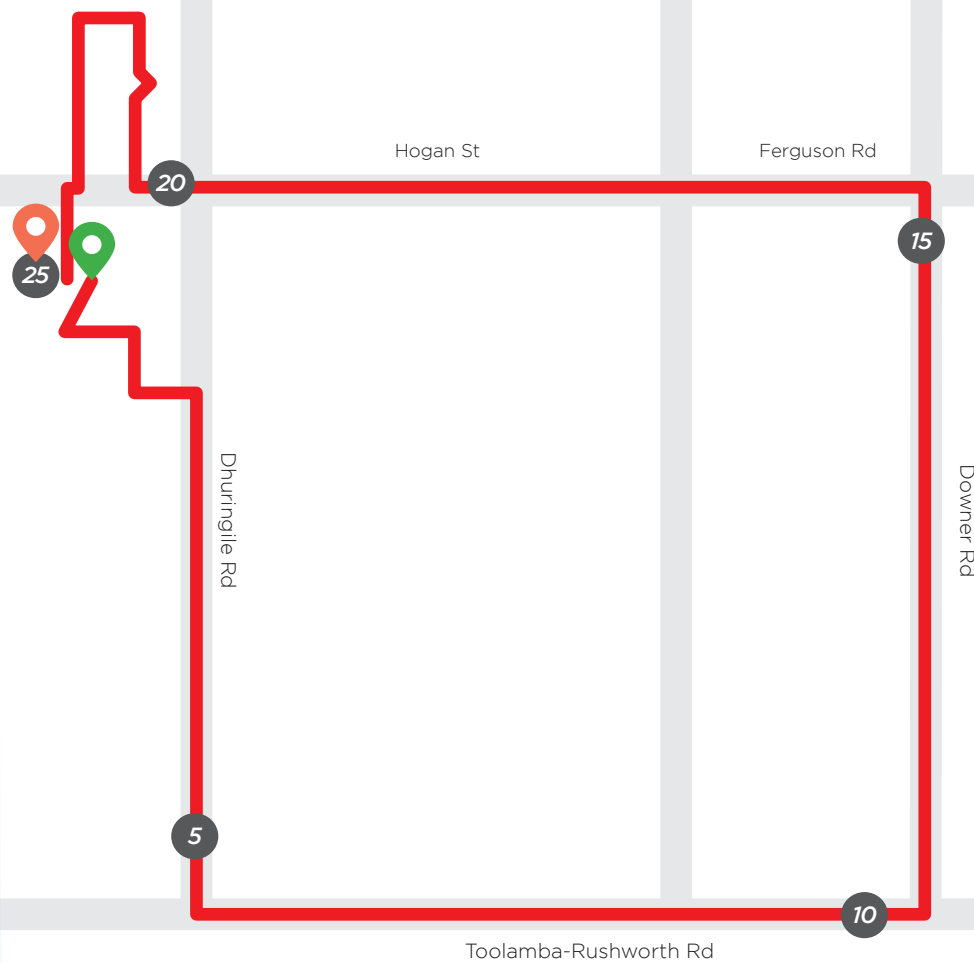 Hogan St
Ferguson Rd
20
15
25
Dhuringile Rd
Downer Rd
5
10
Toolamba-Rushworth Rd